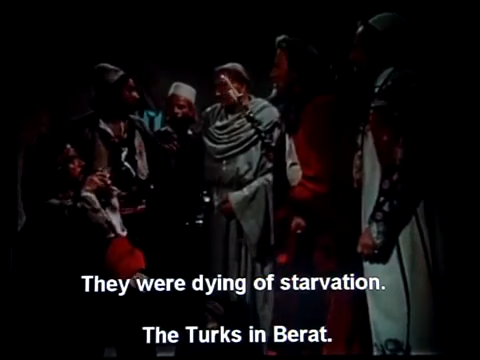 They were dying of starvation.
The Turks in Berat.